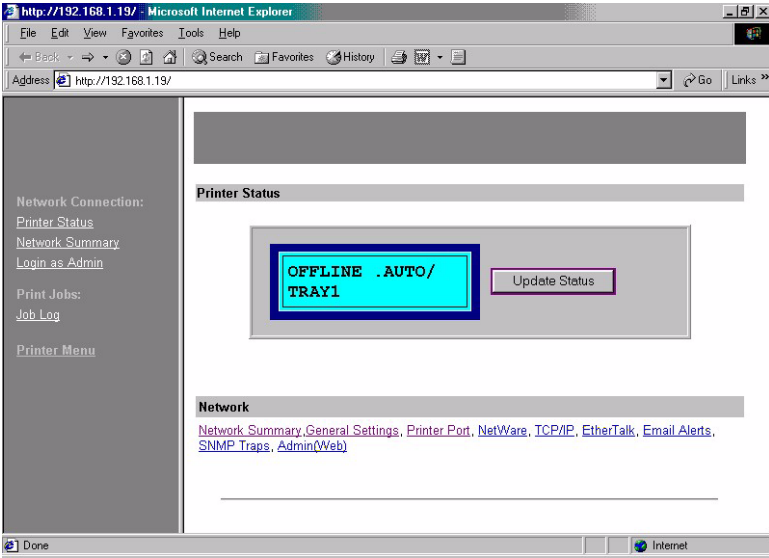 http://192.168.1.19/ - Microsoft Internet Explorer
File Edit View Favorites Tools Help
Back Search Favorites History
Address http://192.168.1.19/ Go Links »
Network Connection:
Printer Status
Network Summary
Login as Admin
Print Jobs:
Job Log
Printer Menu
Printer Status
OFFLINE .AUTO/
TRAY1
Update Status
Network
Network Summary,General Settings, Printer Port, NetWare, TCP/IP, EtherTalk, Email Alerts,
SNMP Traps, Admin(Web)
Done Internet